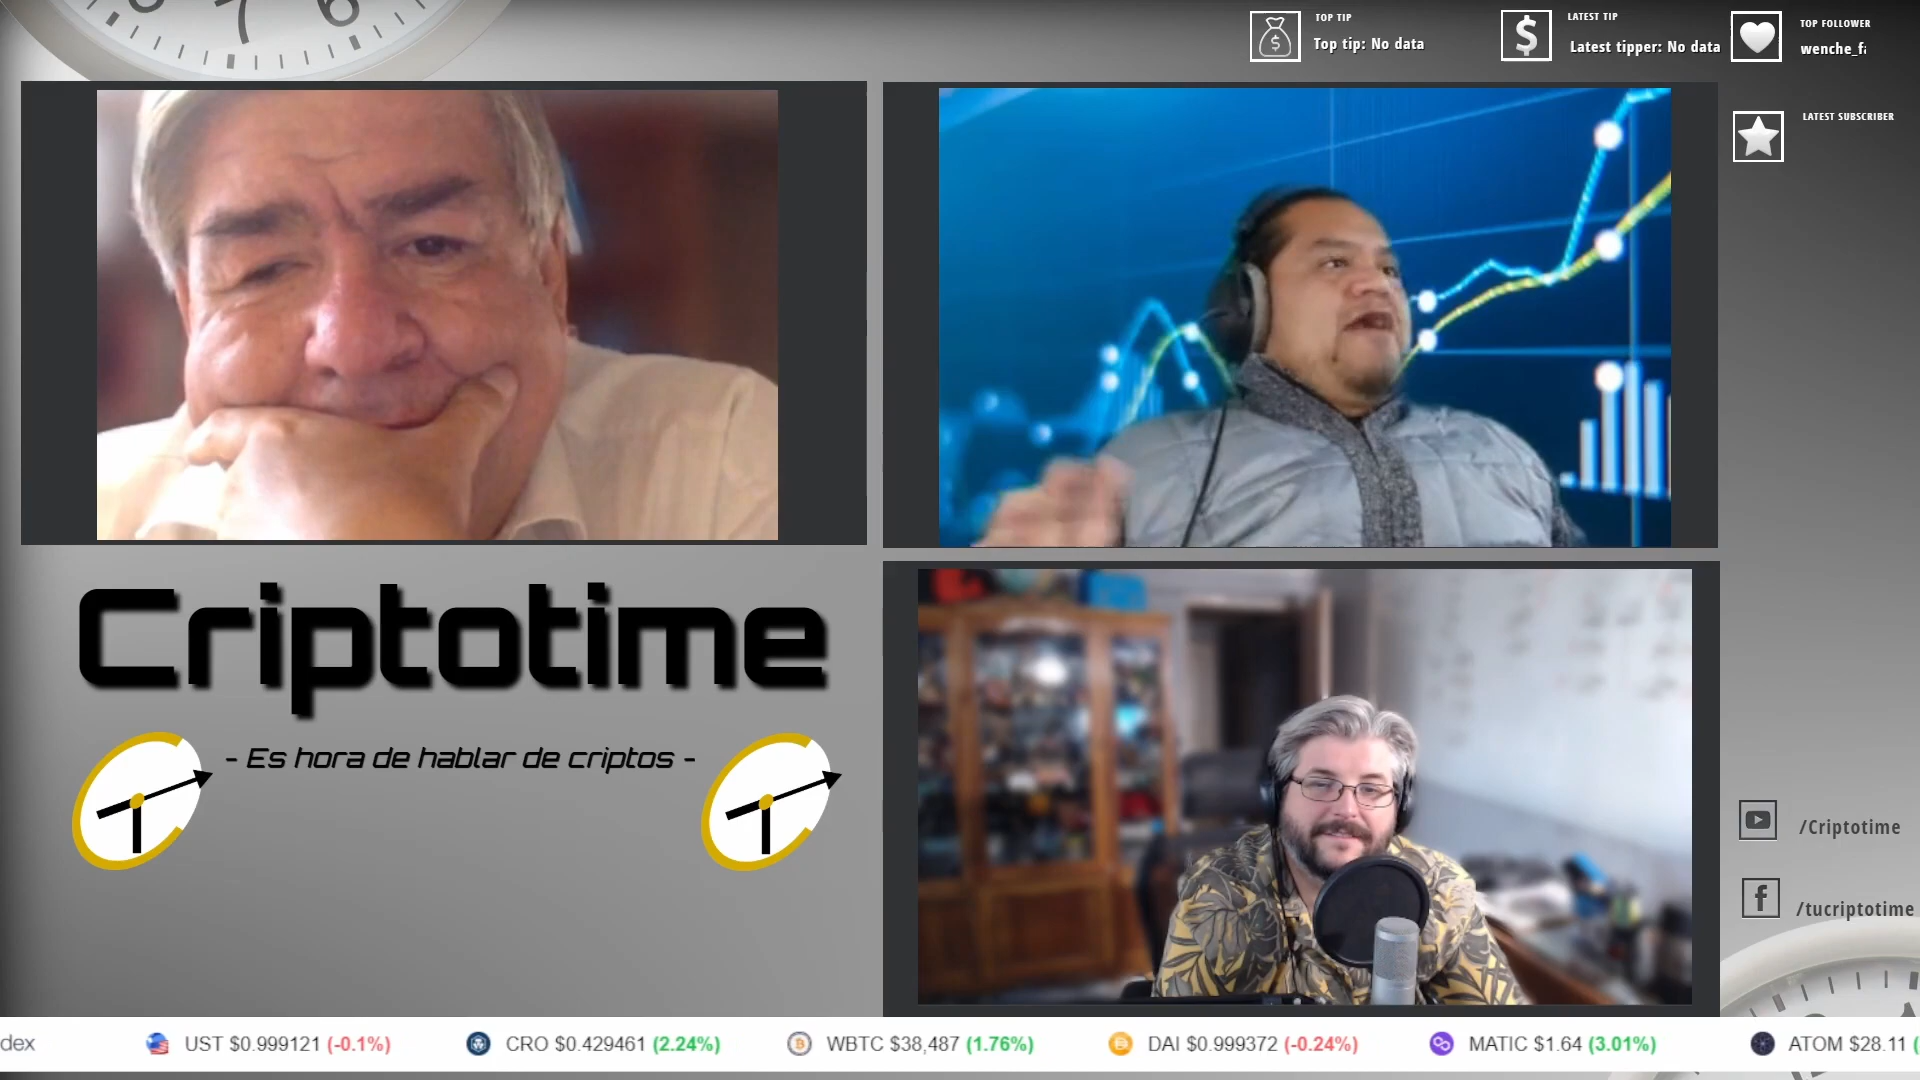 TOP TIP
Top tip: No data
LATEST TIP
Latest tipper: No data
TOP FOLLOWER
LATEST SUBSCRIBER
7 6
Criptotime
- Es hora de hablar de criptos -
/Criptotime
/tucriptotime
dex UST $0.999121 (-0.1%) CRO $0.429461 (2.24%) WBTC $38,487 (1.76%) DAI $0.999372 (-0.24%) MATIC $1.64 (3.01%) ATOM $28.11 (